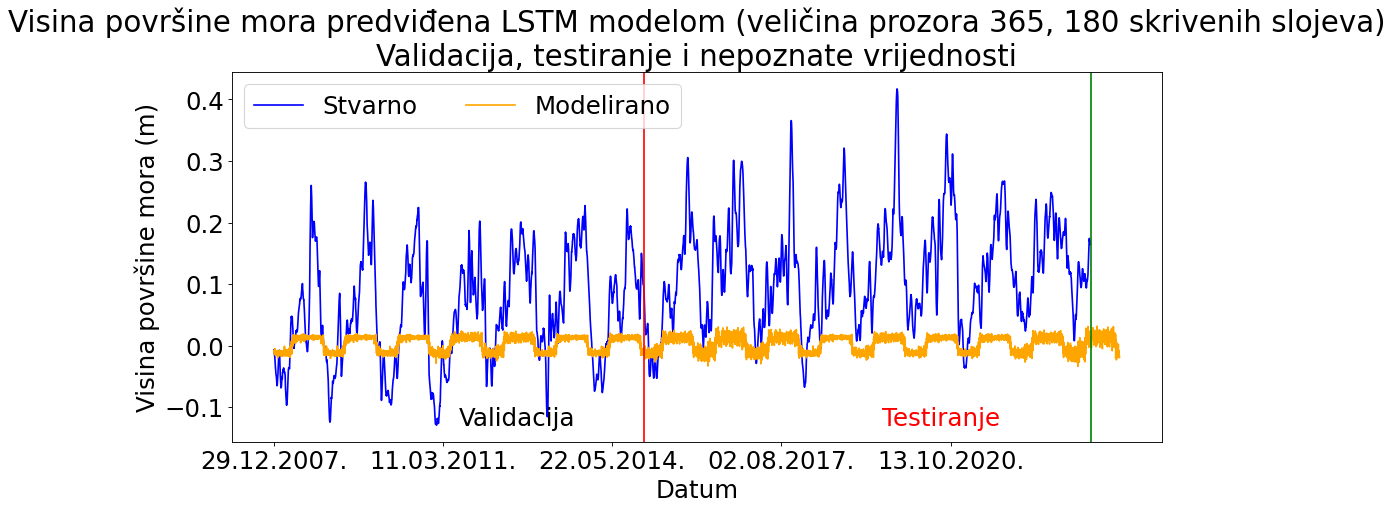 Visina površine mora predviđena LSTM modelom (veličina prozora 365, 180 skrivenih slojeva)
Validacija, testiranje i nepoznate vrijednosti
Stvarno
Modelirano
Visina površine mora (m)
0.4
0.3
0.2
0.1
0.0
−0.1
Validacija
Testiranje
29.12.2007.
11.03.2011.
22.05.2014.
02.08.2017.
13.10.2020.
Datum